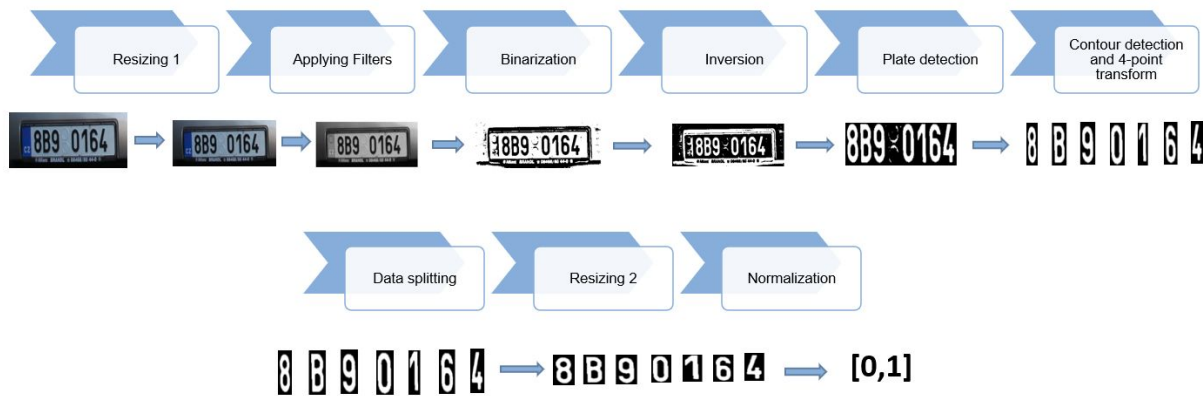 Resizing 1
Applying Filters
Binarization
Inversion
Plate detection
Contour detection
and 4-point
transform
8B9 0164
8B9 0164
8B9 0164
8B9 0164
8B9 0164
8B9 0164
8 B 9 0 1 6 4
Data splitting
Resizing 2
Normalization
8 B 9 0 1 6 4
8 B 9 0 1 6 4
[0,1]